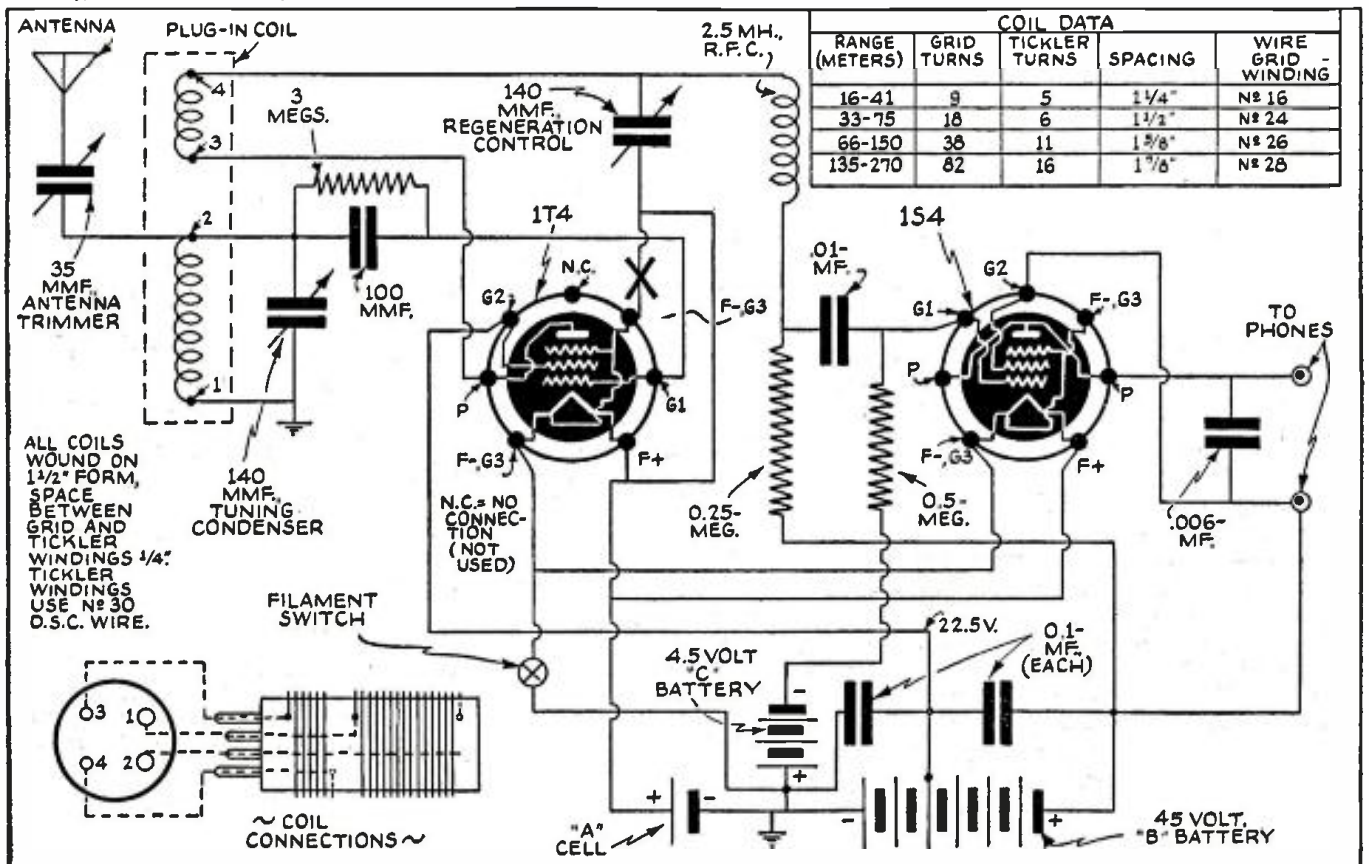 ANTENNA
PLUG-IN COIL
4
3
2
1
35
MMF.
ANTENNA
TRIMMER
3
MEGS.
100
MMF.
140
MMF.
TUNING
CONDENSER
140
MMF.
REGENERATION
CONTROL
2.5 MH.,
R.F.C.
COIL DATA
RANGE (METERS) GRID TURNS TICKLER TURNS SPACING WIRE GRID - WINDING
16-41 9 5 1 1/4" Nº 16
33-75 18 6 1 1/2" Nº 24
66-150 38 11 1 5/8" Nº 26
135-270 82 16 1 7/8" Nº 28
1T4
N.C.
G2
F-,G3
P
G1
F-,G3
F+
N.C.= NO
CONNEC-
TION
(NOT
USED)
.01-
MF.
1S4
G2
G1
F-,G3
P
P
F-,G3
F+
TO
PHONES
0.25-
MEG.
0.5-
MEG.
.006-
MF.
ALL COILS
WOUND ON
1 1/2" FORM,
SPACE
BETWEEN
GRID AND
TICKLER
WINDINGS 1/4".
TICKLER
WINDINGS
USE Nº 30
D.S.C. WIRE.
FILAMENT
SWITCH
4.5 VOLT
"C"
BATTERY
22.5V.
0.1-
MF.
(EACH)
-
+
3 1
4 2
~ COIL
CONNECTIONS ~
+ -
"A"
CELL
- +
45 VOLT.
"B" BATTERY